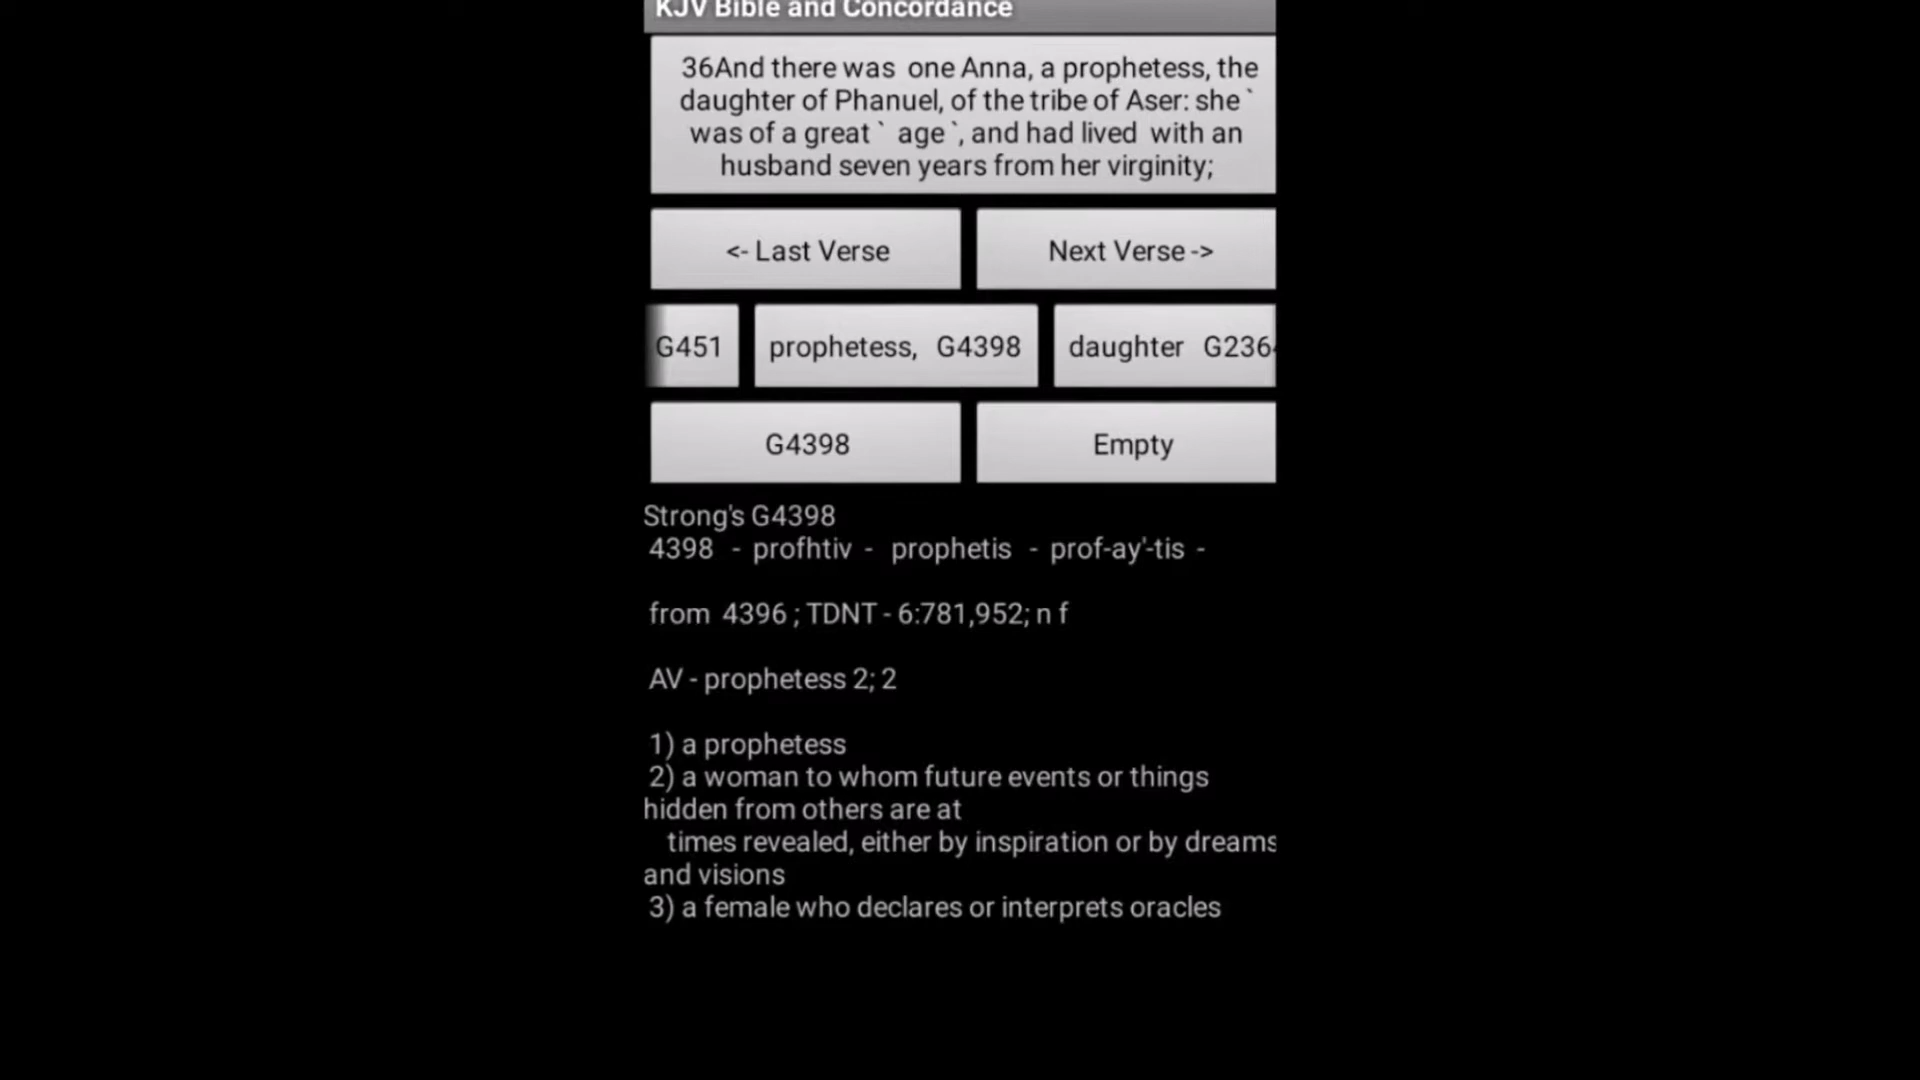 KJV Bible and Concordance
36And there was one Anna, a prophetess, the
daughter of Phanuel, of the tribe of Aser: she `
was of a great ` age `, and had lived with an
husband seven years from her virginity;
<- Last Verse
Next Verse ->
G451
prophetess, G4398
daughter G236
G4398
Empty
Strong's G4398
4398 - profhtiv - prophetis - prof-ay'-tis -
from 4396 ; TDNT - 6:781,952; n f
AV - prophetess 2; 2
1) a prophetess
2) a woman to whom future events or things
hidden from others are at
times revealed, either by inspiration or by dreams
and visions
3) a female who declares or interprets oracles